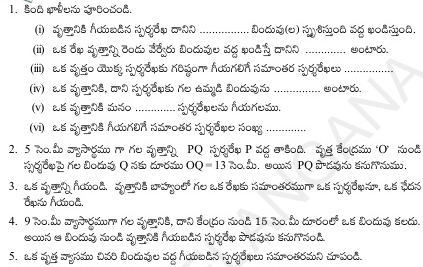 1. కింది ఖాళీలను పూరించండి.
(i) వృత్తానికి గీయబడిన స్పర్శరేఖ దానిని ................ బిందువు(ల) స్పృశిస్తుంది వద్ద ఖండిస్తుంది.
(ii) ఒక రేఖ వృత్తాన్ని రెండు వేర్వేరు బిందువుల వద్ద ఖండిస్తే దానిని ............. అంటారు.
(iii) ఒక వృత్తం యొక్క స్పర్శరేఖకు గరిష్ఠంగా గీయగలిగే సమాంతర స్పర్శరేఖలు ................
(iv) ఒక వృత్తానికి, దాని స్పర్శరేఖకు గల ఉమ్మడి బిందువును ............... అంటారు.
(v) ఒక వృత్తానికి మనం ........... స్పర్శరేఖలను గీయగలము.
(vi) ఒక వృత్తానికి గీయబడిన గలిగే సమాంతర స్పర్శరేఖల సంఖ్య .............
2. 5 సెం.మీ వ్యాసార్థము గా గల వృత్తాన్ని PQ స్పర్శరేఖ P వద్ద తాకింది. వృత్త కేంద్రము 'O' నుండి
స్పర్శరేఖపై గల బిందువు Q నకు దూరము OQ = 13 సెం.మీ. అయిన PQ పొడవును కనుగొనుము.
3. ఒక వృత్తాన్ని గీయండి. వృత్తానికి బాహ్యంలో గల ఒక రేఖకు సమాంతరముగా ఒక స్పర్శరేఖనూ, ఒక ఛేదన
రేఖను గీయండి.
4. 9 సెం.మీ వ్యాసార్థముగా గల వృత్తానికి, దాని కేంద్రం నుండి 15 సెం.మీ దూరంలో ఒక బిందువు కలదు.
అయిన ఆ బిందువు నుండి వృత్తానికి గీయబడిన స్పర్శరేఖ పొడవును కనుగొనండి.
5. ఒక వృత్త వ్యాసము చివరి బిందువుల వద్ద గీయబడిన స్పర్శరేఖలు సమాంతరమని చూపండి.